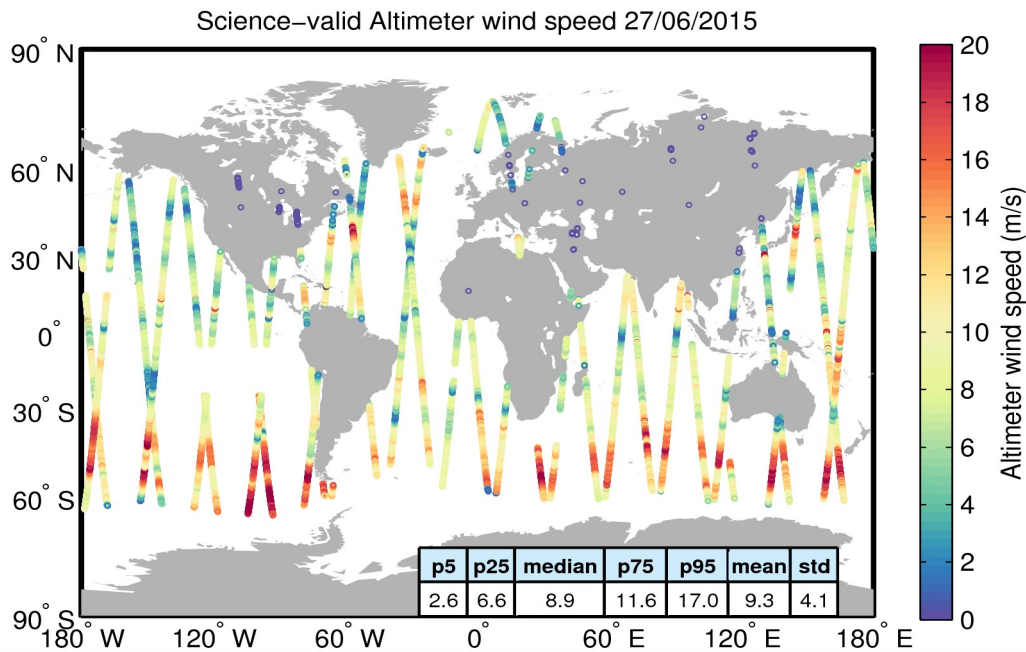 Science−valid Altimeter wind speed 27/06/2015
90° N
60° N
30° N
0°
30° S
60° S
90° S
180° W
120° W
60° W
0°
60° E
120° E
180° E
p5 p25 median p75 p95 mean std
2.6 6.6 8.9 11.6 17.0 9.3 4.1
20
18
16
14
12
10
8
6
4
2
0
Altimeter wind speed (m/s)